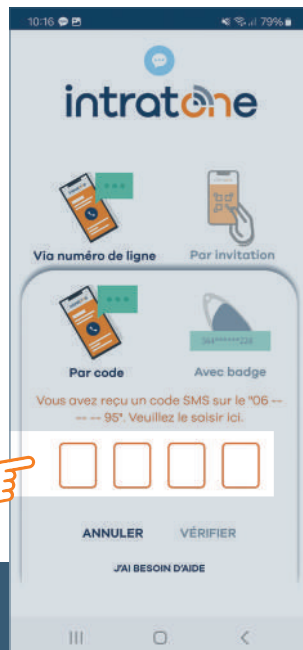 10:16 79%
intratone
Via numéro de ligne Par invitation
Par code Avec badge
Vous avez reçu un code SMS sur le "06 --
-- -- 95". Veuillez le saisir ici.
ANNULER VÉRIFIER
J'AI BESOIN D'AIDE